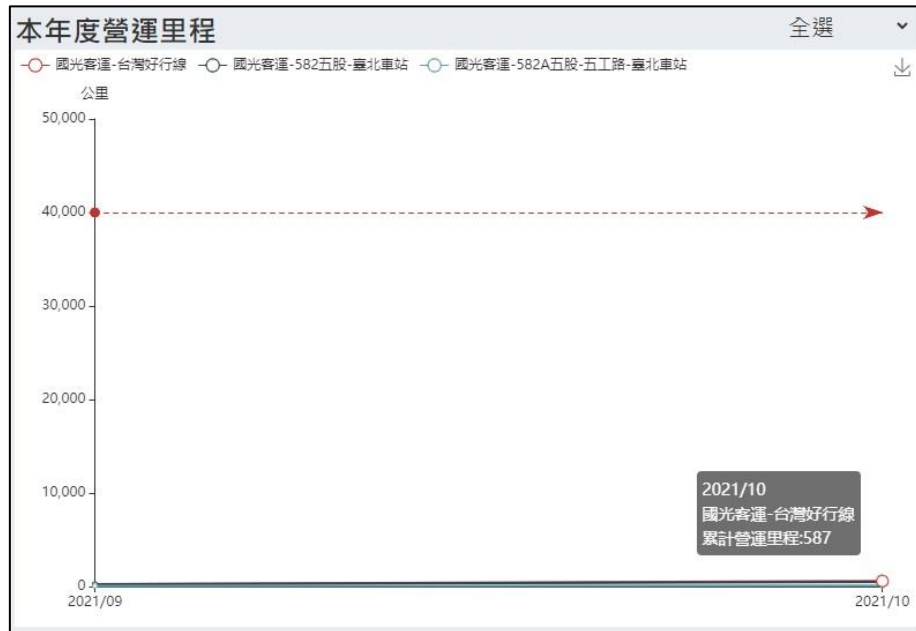 本年度營運里程
全選
國光客運-台灣好行線 國光客運-582五股-臺北車站 國光客運-582A五股-五工路-臺北車站
公里
50,000
40,000
30,000
20,000
10,000
0
2021/10
國光客運-台灣好行線
累計營運里程:587
2021/09
2021/10